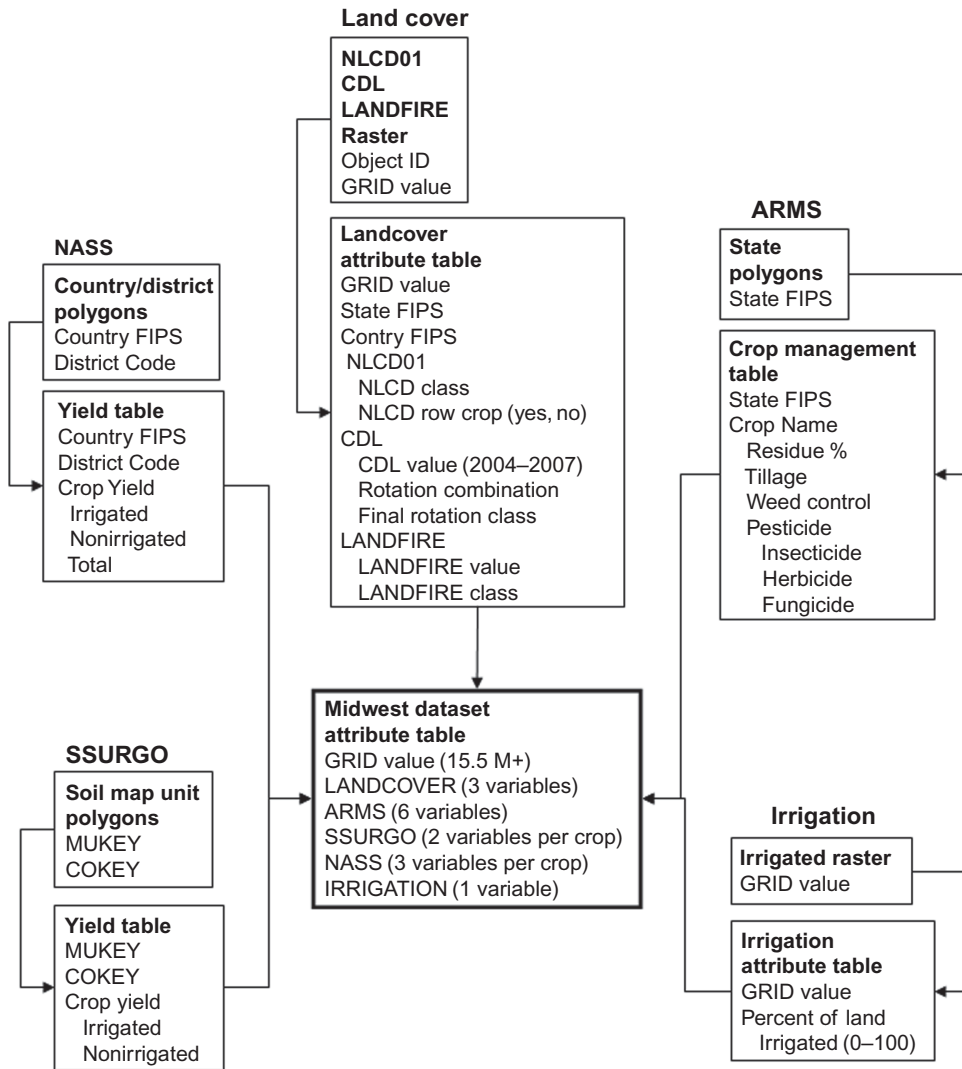 Land cover
NLCD01
CDL
LANDFIRE
Raster
Object ID
GRID value
Landcover
attribute table
GRID value
State FIPS
Contry FIPS
NLCD01
NLCD class
NLCD row crop (yes, no)
CDL
CDL value (2004–2007)
Rotation combination
Final rotation class
LANDFIRE
LANDFIRE value
LANDFIRE class
NASS
Country/district
polygons
Country FIPS
District Code
Yield table
Country FIPS
District Code
Crop Yield
Irrigated
Nonirrigated
Total
ARMS
State
polygons
State FIPS
Crop management
table
State FIPS
Crop Name
Residue %
Tillage
Weed control
Pesticide
Insecticide
Herbicide
Fungicide
SSURGO
Soil map unit
polygons
MUKEY
COKEY
Yield table
MUKEY
COKEY
Crop yield
Irrigated
Nonirrigated
Midwest dataset
attribute table
GRID value (15.5 M+)
LANDCOVER (3 variables)
ARMS (6 variables)
SSURGO (2 variables per crop)
NASS (3 variables per crop)
IRRIGATION (1 variable)
Irrigation
Irrigated raster
GRID value
Irrigation
attribute table
GRID value
Percent of land
Irrigated (0–100)